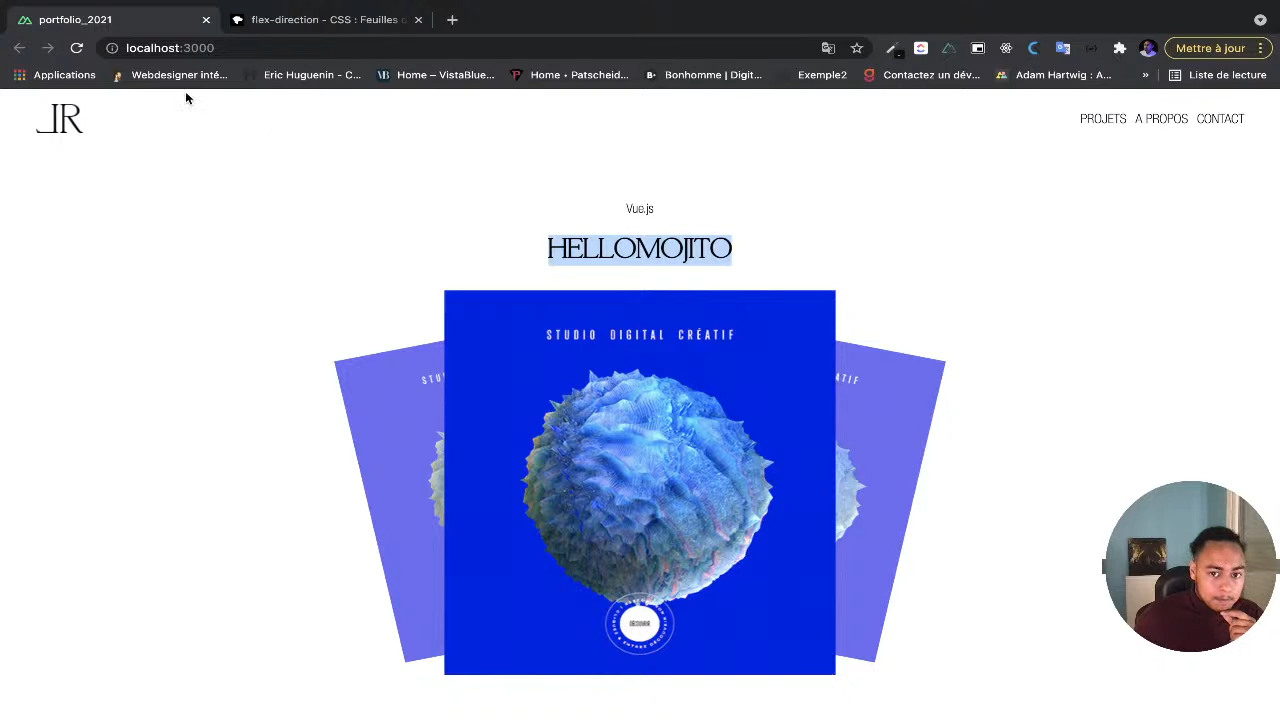 portfolio_2021
flex-direction - CSS : Feuilles
localhost:3000
Mettre à jour
Applications
Webdesigner inté...
Eric Huguenin - C...
Home – VistaBlue...
Home • Patscheid...
Bonhomme | Digit...
Exemple2
Contactez un dév...
Adam Hartwig : A...
»
Liste de lecture
JR
PROJETS A PROPOS CONTACT
Vue.js
HELLOMOJITO
STUDIO DIGITAL CRÉATIF
STU
ATIF